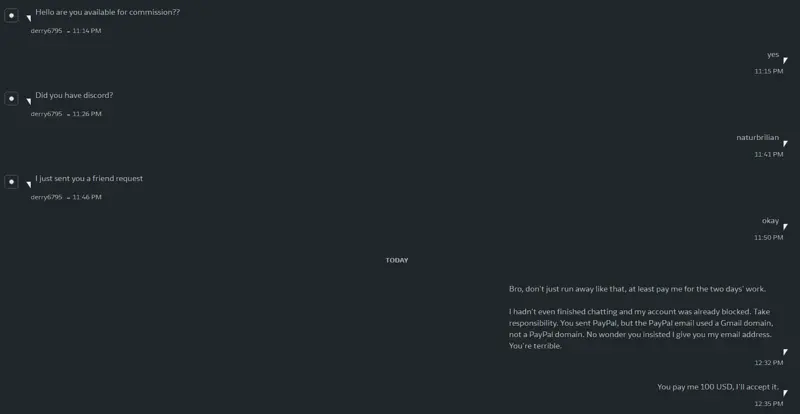 Hello are you available for commission??
derry6795 – 11:14 PM
yes
11:15 PM
Did you have discord?
derry6795 – 11:26 PM
naturbrilian
11:41 PM
I just sent you a friend request
derry6795 – 11:46 PM
okay
11:50 PM
TODAY
Bro, don't just run away like that, at least pay me for the two days' work.
I hadn't even finished chatting and my account was already blocked. Take
responsibility. You sent PayPal, but the PayPal email used a Gmail domain,
not a PayPal domain. No wonder you insisted I give you my email address.
You're terrible.
12:32 PM
You pay me 100 USD, I'll accept it.
12:35 PM